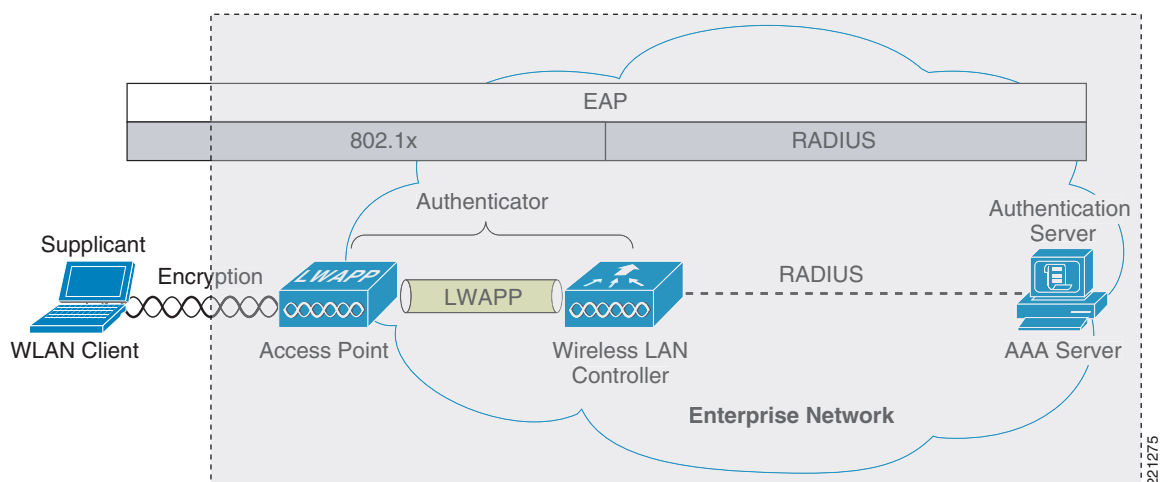 EAP
802.1x
RADIUS
Authenticator
Authentication
Server
Supplicant
Encryption
LWAPP
LWAPP
RADIUS
WLAN Client
Access Point
Wireless LAN
Controller
AAA Server
Enterprise Network
221275